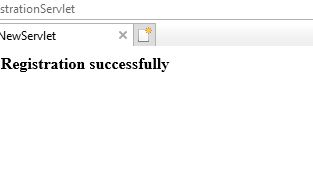 strationServlet
NewServlet
Registration successfully